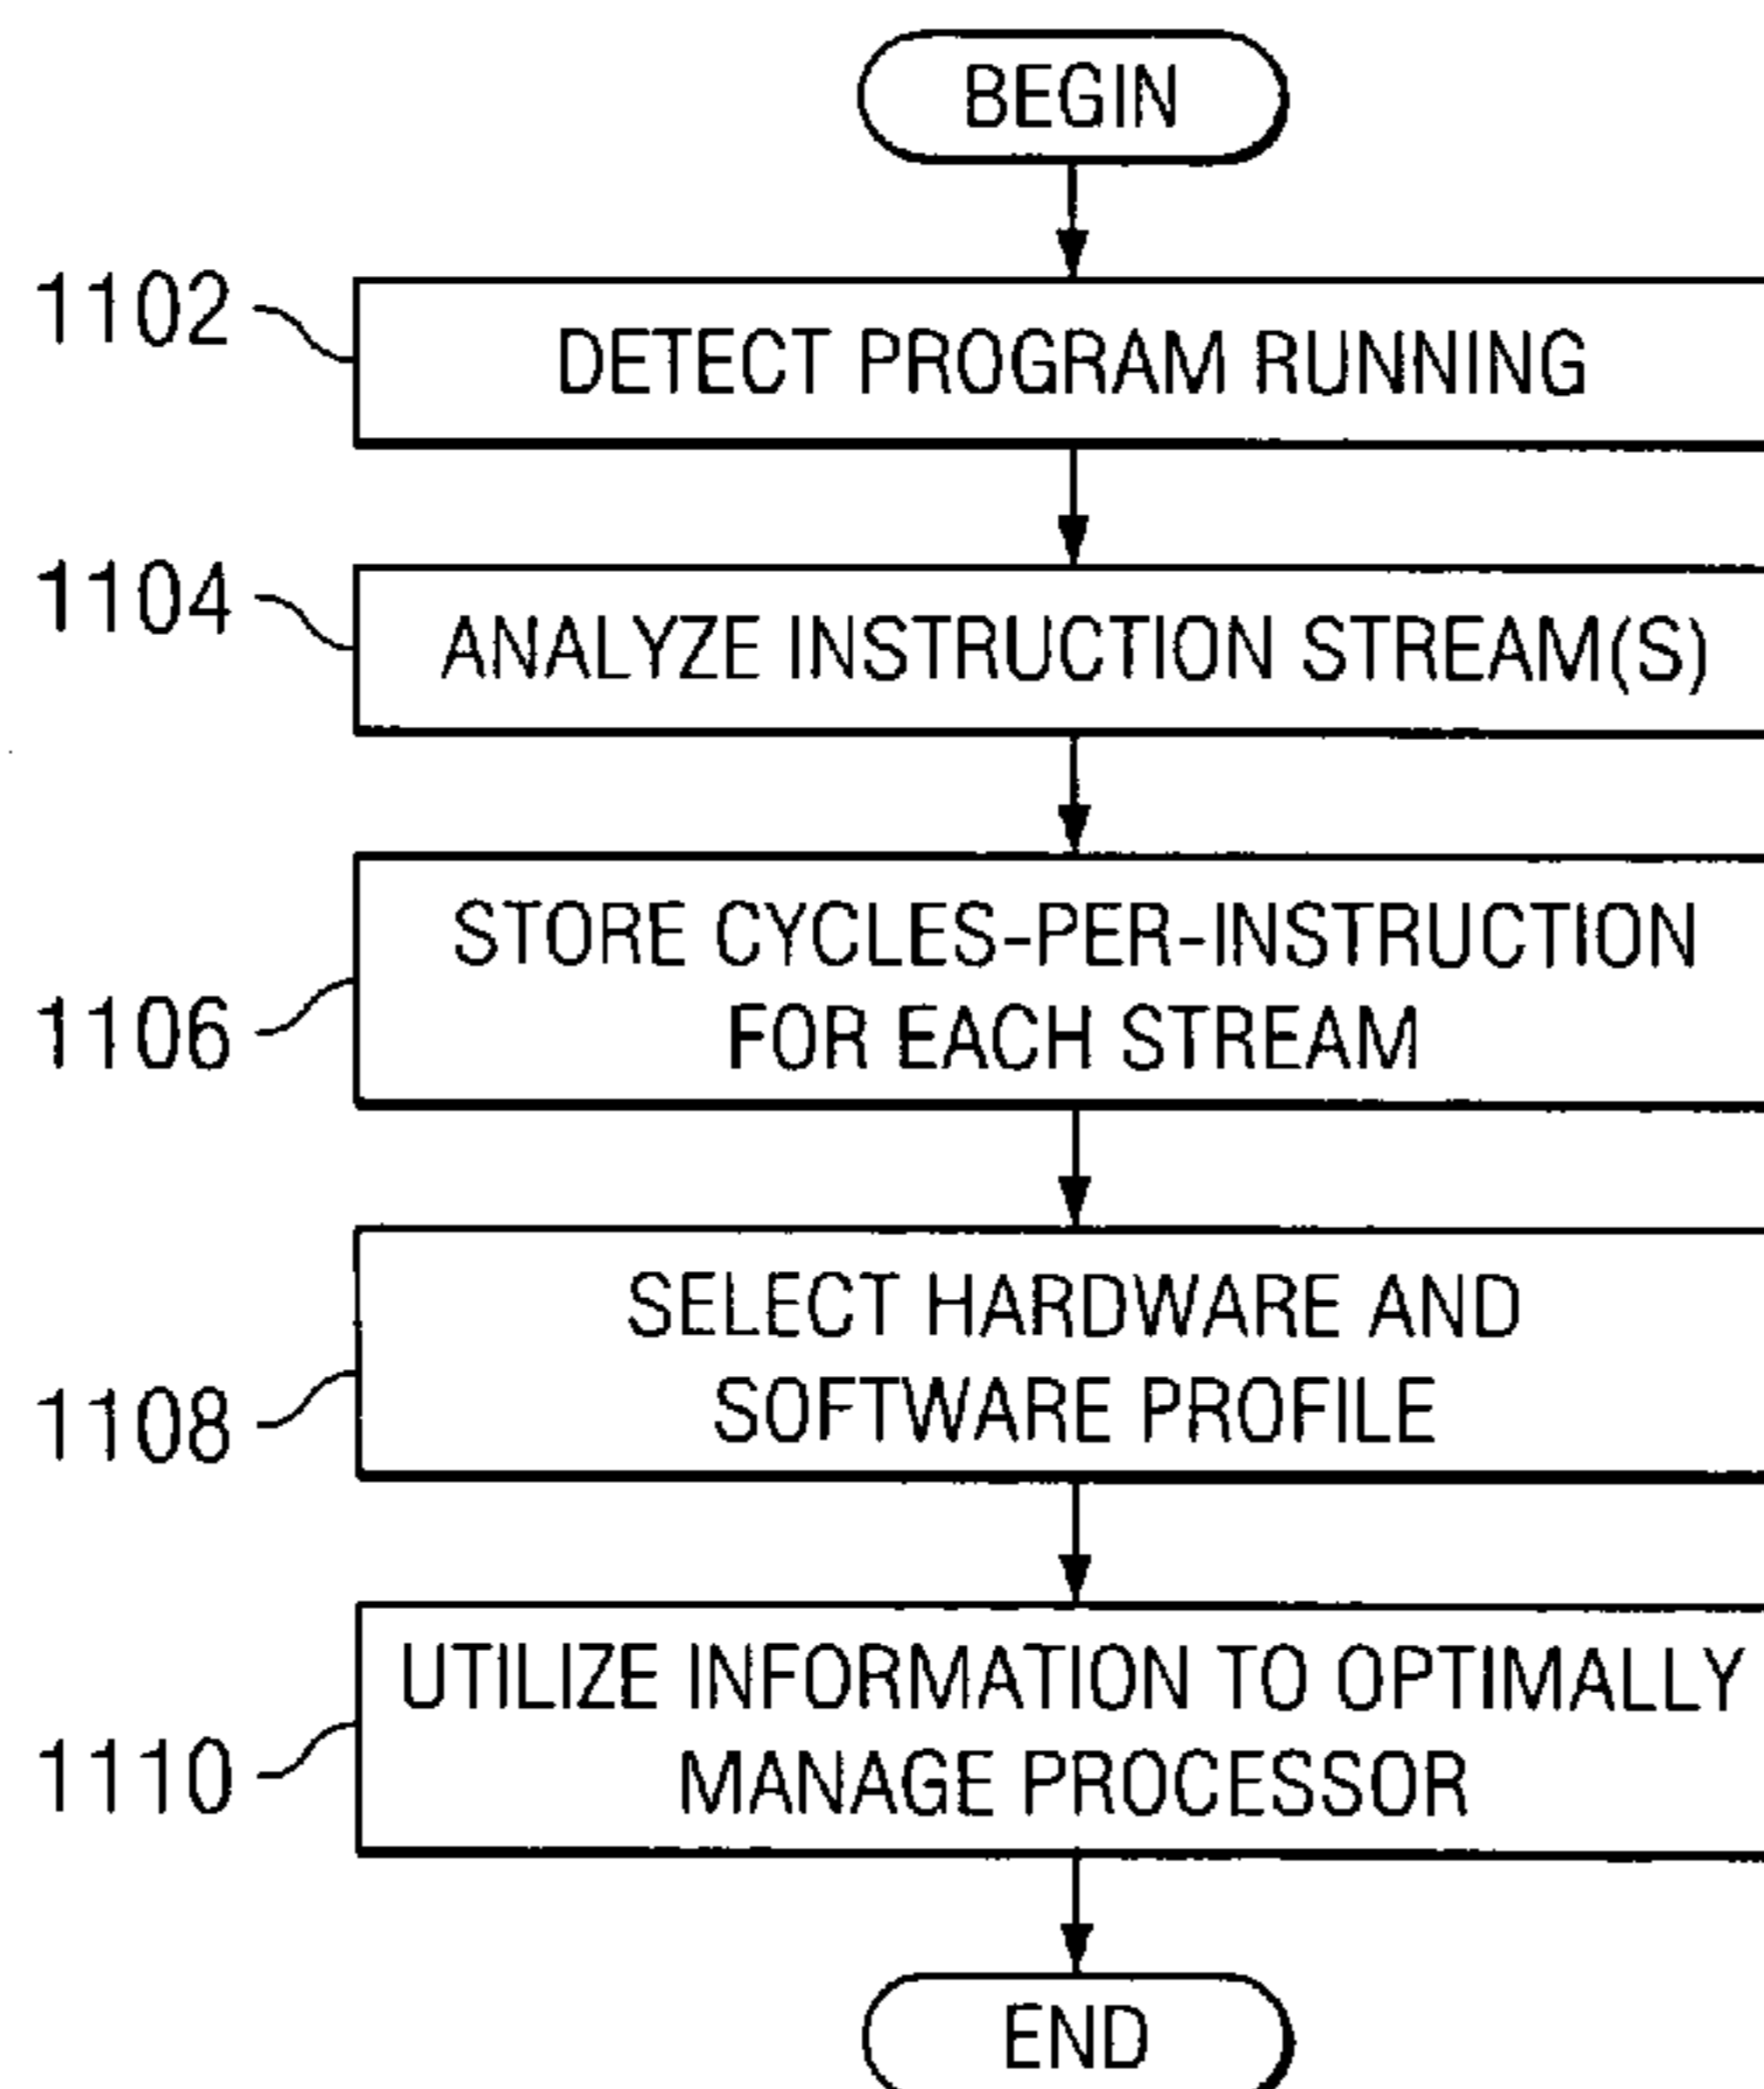 BEGIN
1102
DETECT PROGRAM RUNNING
1104
ANALYZE INSTRUCTION STREAM(S)
STORE CYCLES-PER-INSTRUCTION
FOR EACH STREAM
1106
SELECT HARDWARE AND
SOFTWARE PROFILE
1108
UTILIZE INFORMATION TO OPTIMALLY
MANAGE PROCESSOR
1110
END